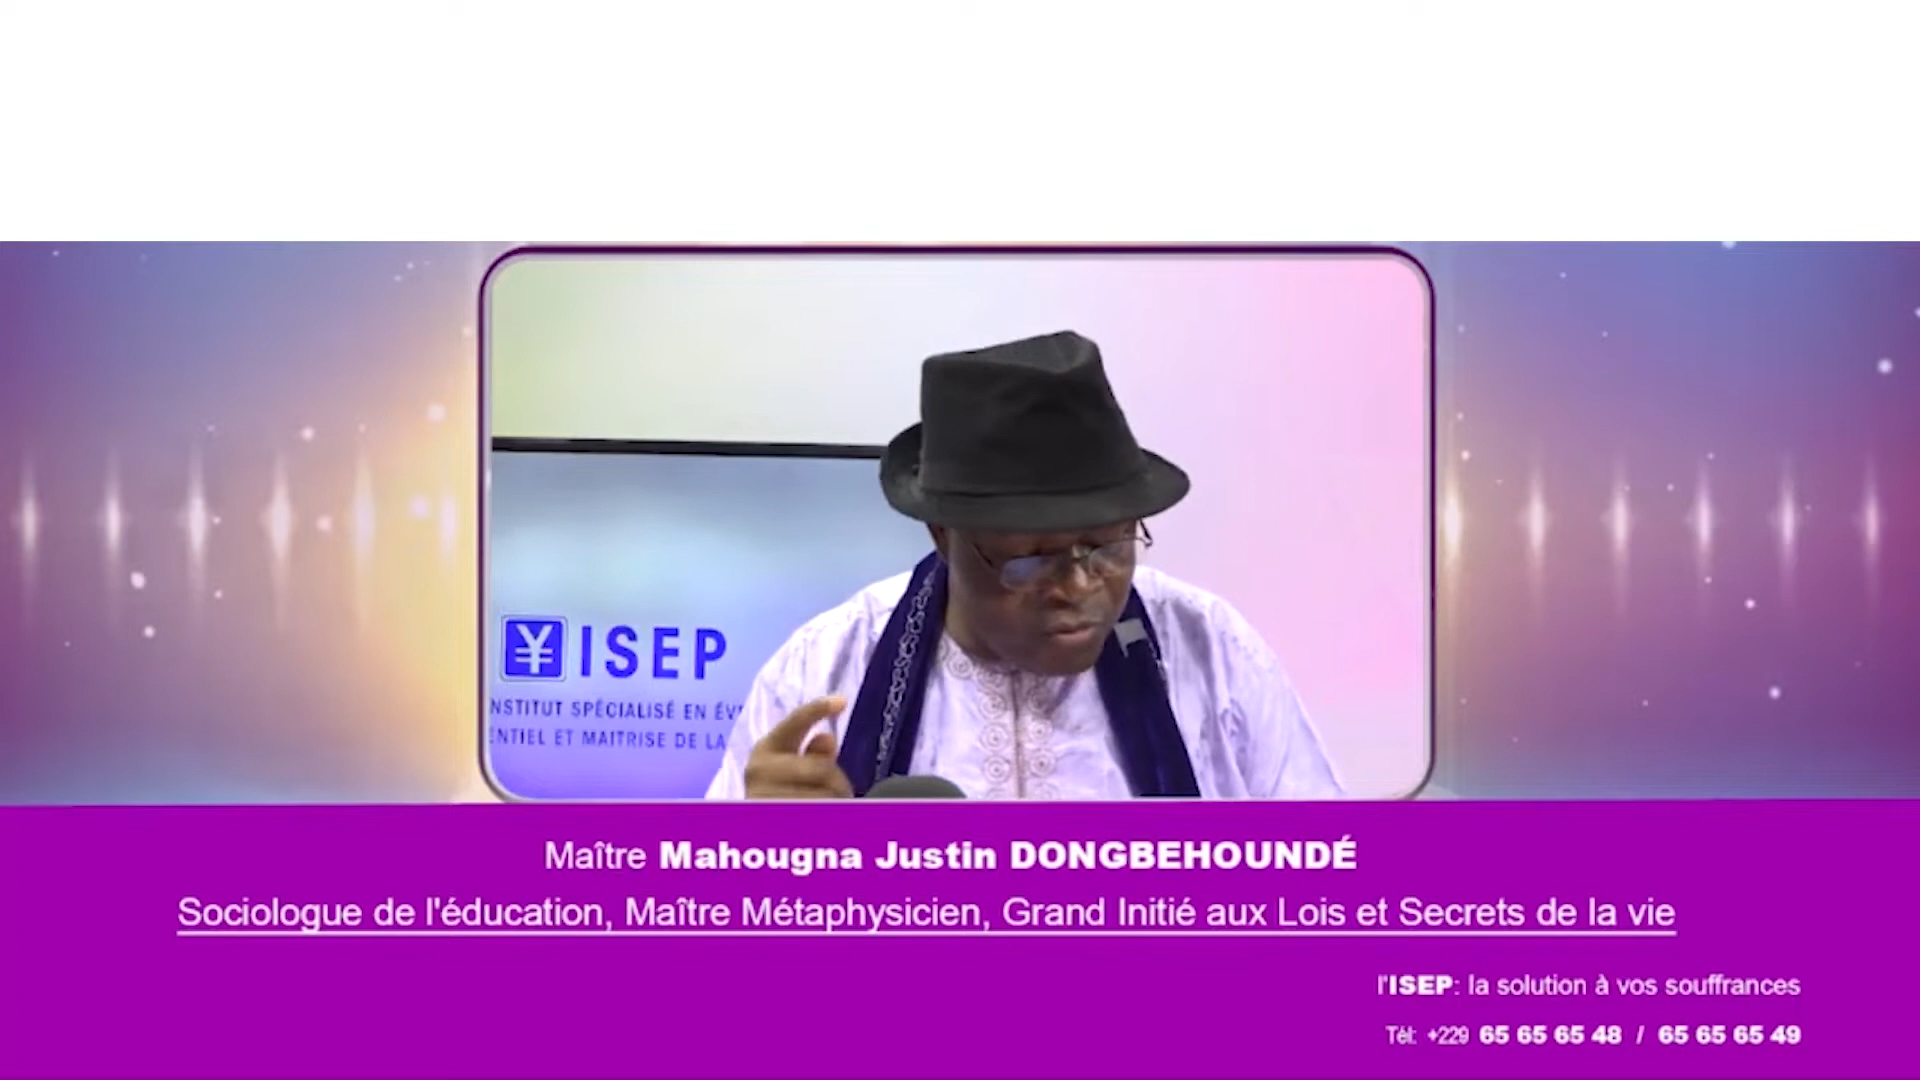 ¥ ISEP
NSTITUT SPÉCIALISÉ EN
ENTIEL ET MAITRISE DE LA
Maître Mahougna Justin DONGBEHOUNDÉ
Sociologue de l'éducation, Maître Métaphysicien, Grand Initié aux Lois et Secrets de la vie
l'ISEP: la solution à vos souffrances
Tél: +229 65 65 65 48 / 65 65 65 49